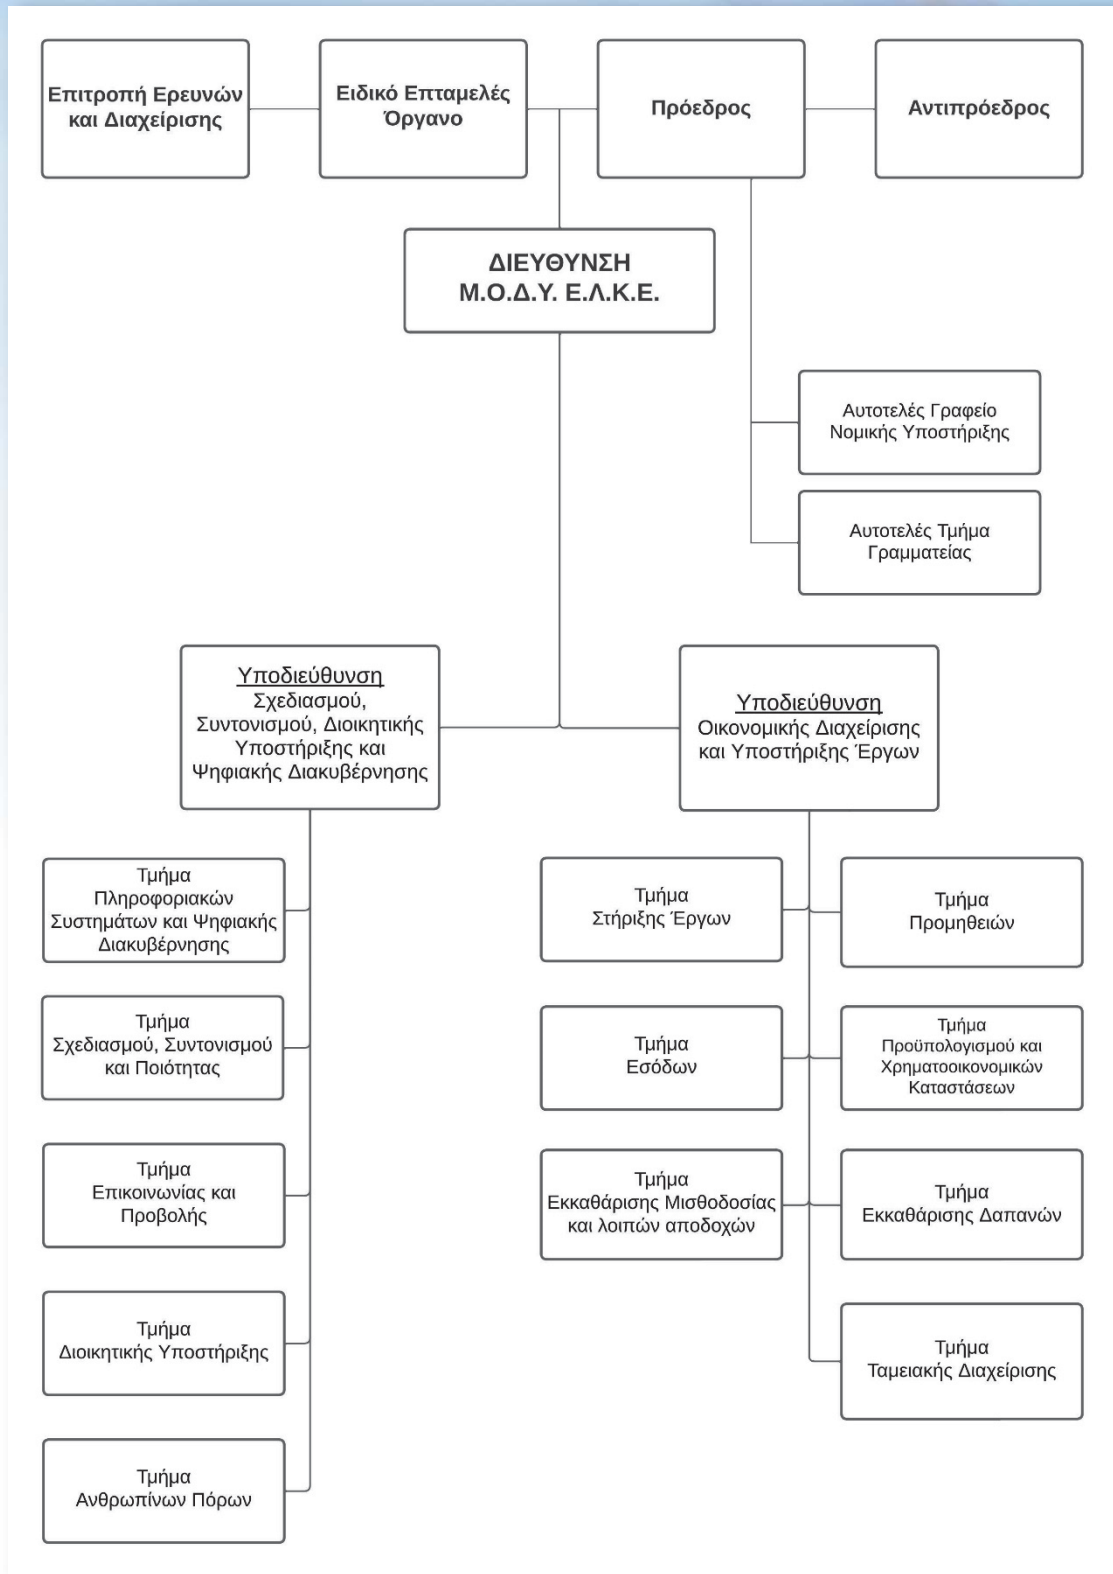 Επιτροπή Ερευνών
και Διαχείρισης
Ειδικό Επταμελές
Όργανο
Πρόεδρος
Αντιπρόεδρος
ΔΙΕΥΘΥΝΣΗ
Μ.Ο.Δ.Υ. Ε.Λ.Κ.Ε.
Αυτοτελές Γραφείο
Νομικής Υποστήριξης
Αυτοτελές Τμήμα
Γραμματείας
Υποδιεύθυνση
Σχεδιασμού,
Συντονισμού, Διοικητικής
Υποστήριξης και
Ψηφιακής Διακυβέρνησης
Υποδιεύθυνση
Οικονομικής Διαχείρισης
και Υποστήριξης Έργων
Τμήμα
Πληροφοριακών
Συστημάτων και Ψηφιακής
Διακυβέρνησης
Τμήμα
Σχεδιασμού, Συντονισμού
και Ποιότητας
Τμήμα
Επικοινωνίας και
Προβολής
Τμήμα
Διοικητικής Υποστήριξης
Τμήμα
Ανθρωπίνων Πόρων
Τμήμα
Στήριξης Έργων
Τμήμα
Προμηθειών
Τμήμα
Εσόδων
Τμήμα
Προϋπολογισμού και
Χρηματοοικονομικών
Καταστάσεων
Τμήμα
Εκκαθάρισης Μισθοδοσίας
και λοιπών αποδοχών
Τμήμα
Εκκαθάρισης Δαπανών
Τμήμα
Ταμειακής Διαχείρισης